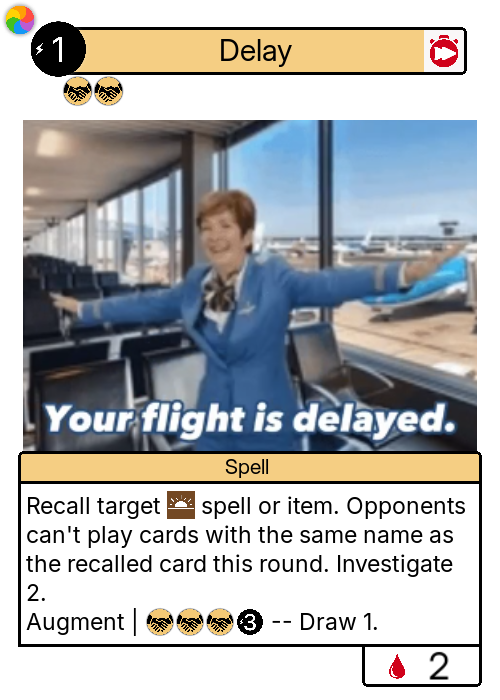 1
Delay
Your flight is delayed.
Spell
Recall target spell or item. Opponents
can't play cards with the same name as
the recalled card this round. Investigate
2.
Augment | 3 -- Draw 1.
2